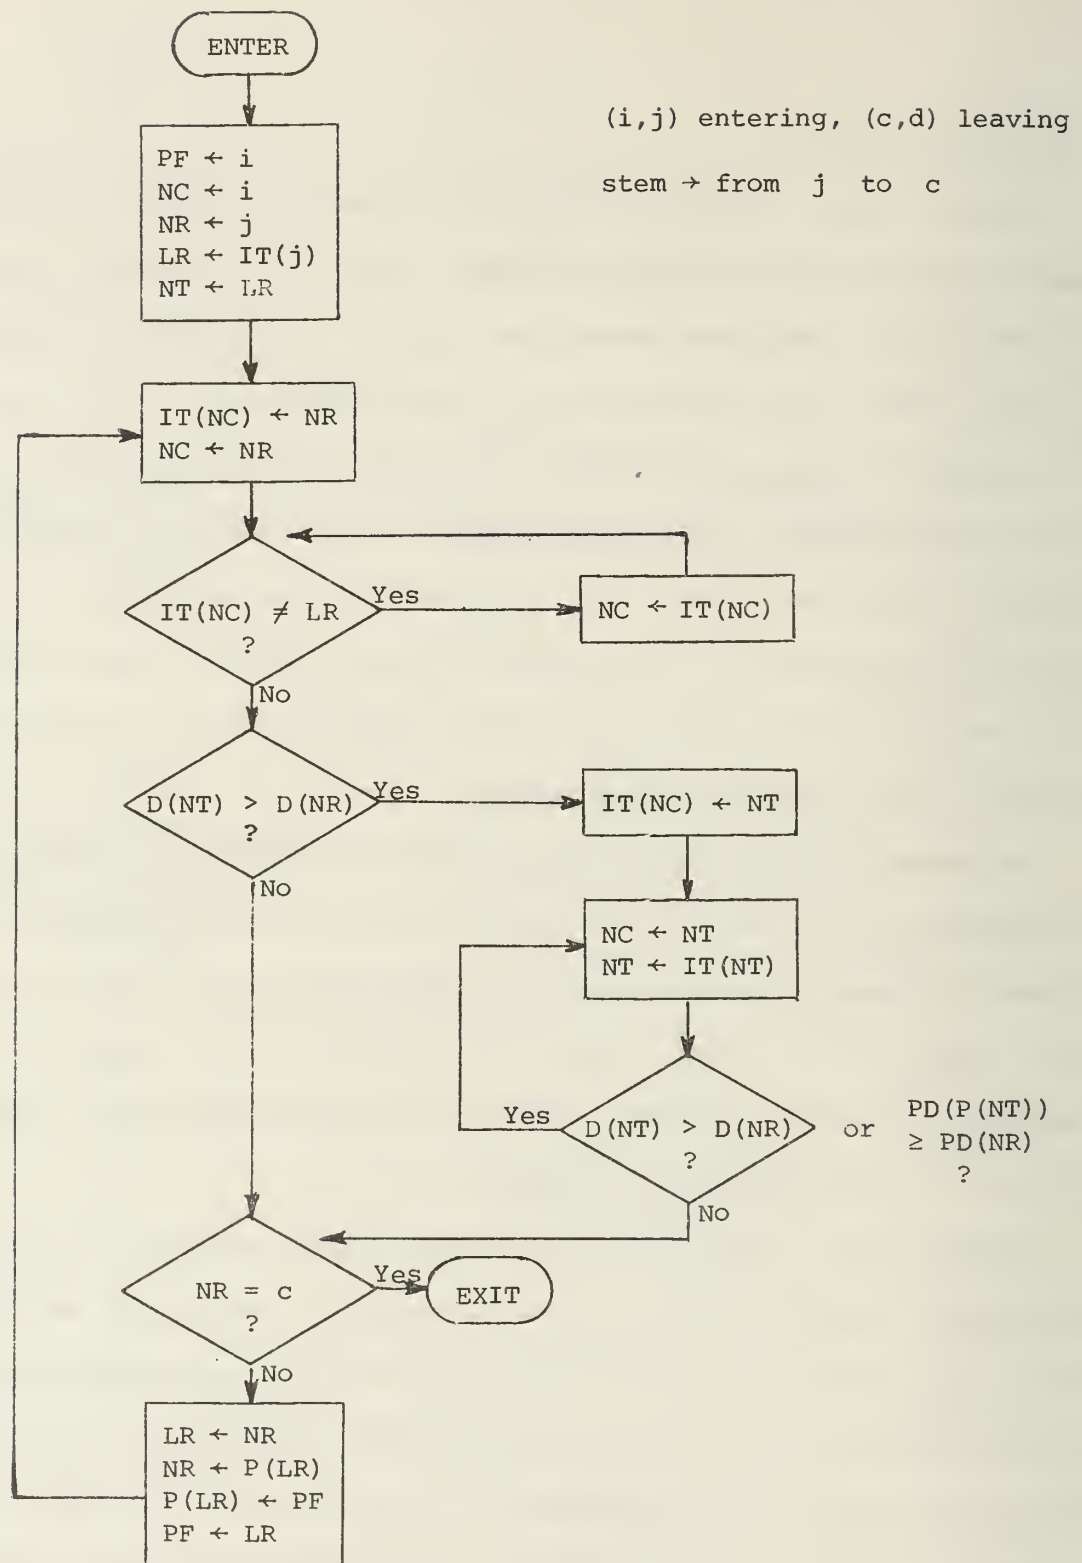 ENTER
(i,j) entering, (c,d) leaving
stem → from j to c
PF ← i
NC ← i
NR ← j
LR ← IT(j)
NT ← LR
IT(NC) ← NR
NC ← NR
IT(NC) ≠ LR
?
Yes
NC ← IT(NC)
No
D(NT) > D(NR)
?
Yes
IT(NC) ← NT
No
NC ← NT
NT ← IT(NT)
Yes
D(NT) > D(NR)
?
or
PD(P(NT))
≥ PD(NR)
?
No
NR = c
?
Yes
EXIT
No
LR ← NR
NR ← P(LR)
P(LR) ← PF
PF ← LR